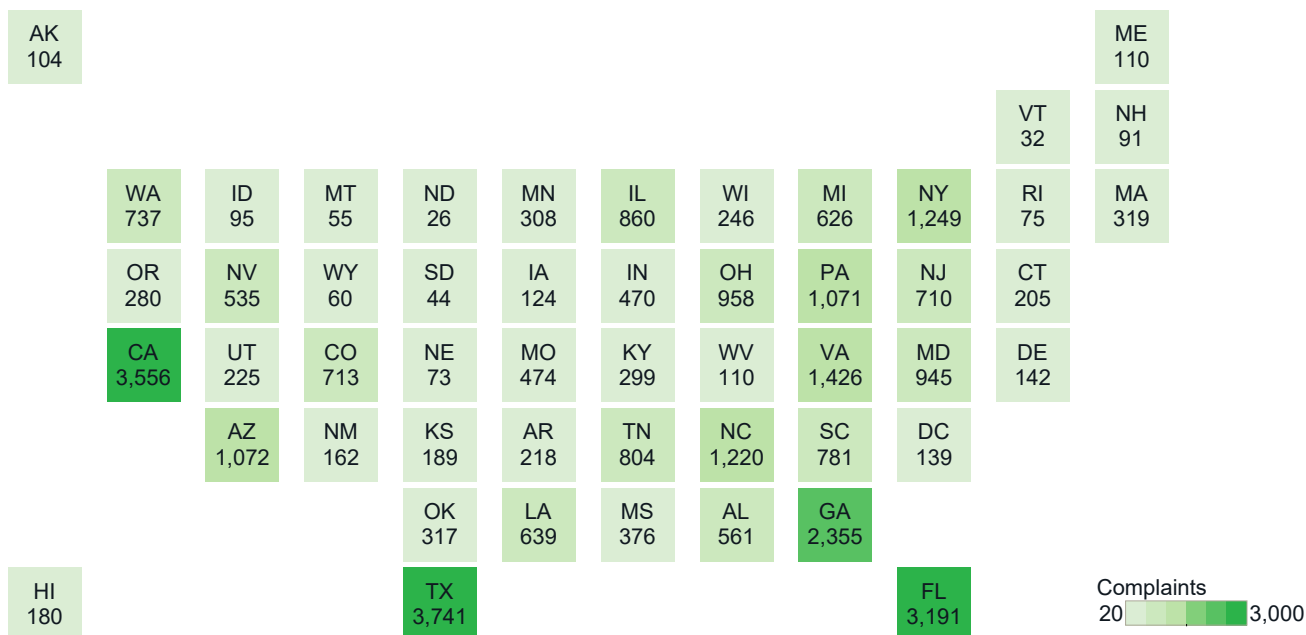 AK
104
ME
110
VT
32
NH
91
WA
737
ID
95
MT
55
ND
26
MN
308
IL
860
WI
246
MI
626
NY
1,249
RI
75
MA
319
OR
280
NV
535
WY
60
SD
44
IA
124
IN
470
OH
958
PA
1,071
NJ
710
CT
205
CA
3,556
UT
225
CO
713
NE
73
MO
474
KY
299
WV
110
VA
1,426
MD
945
DE
142
AZ
1,072
NM
162
KS
189
AR
218
TN
804
NC
1,220
SC
781
DC
139
OK
317
LA
639
MS
376
AL
561
GA
2,355
HI
180
TX
3,741
FL
3,191
Complaints
20 3,000